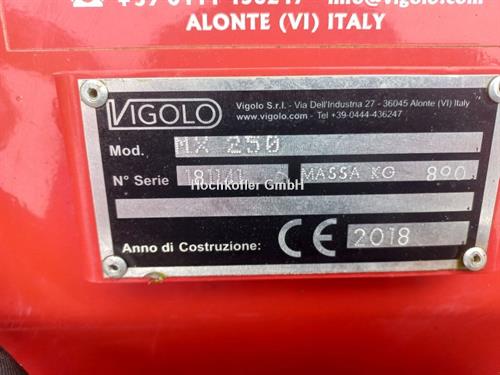 ALONTE (VI) ITALY
VIGOLO
Vigolo S.r.l. - Via Dell'Industria 27 - 36045 Alonte (VI) Italy
www.vigolo.com - Tel +39-0444-436247
Mod. MX 250
N° Serie 181141 MASSA KG 890
Hochkofler GmbH
Anno di Costruzione: CE 2018